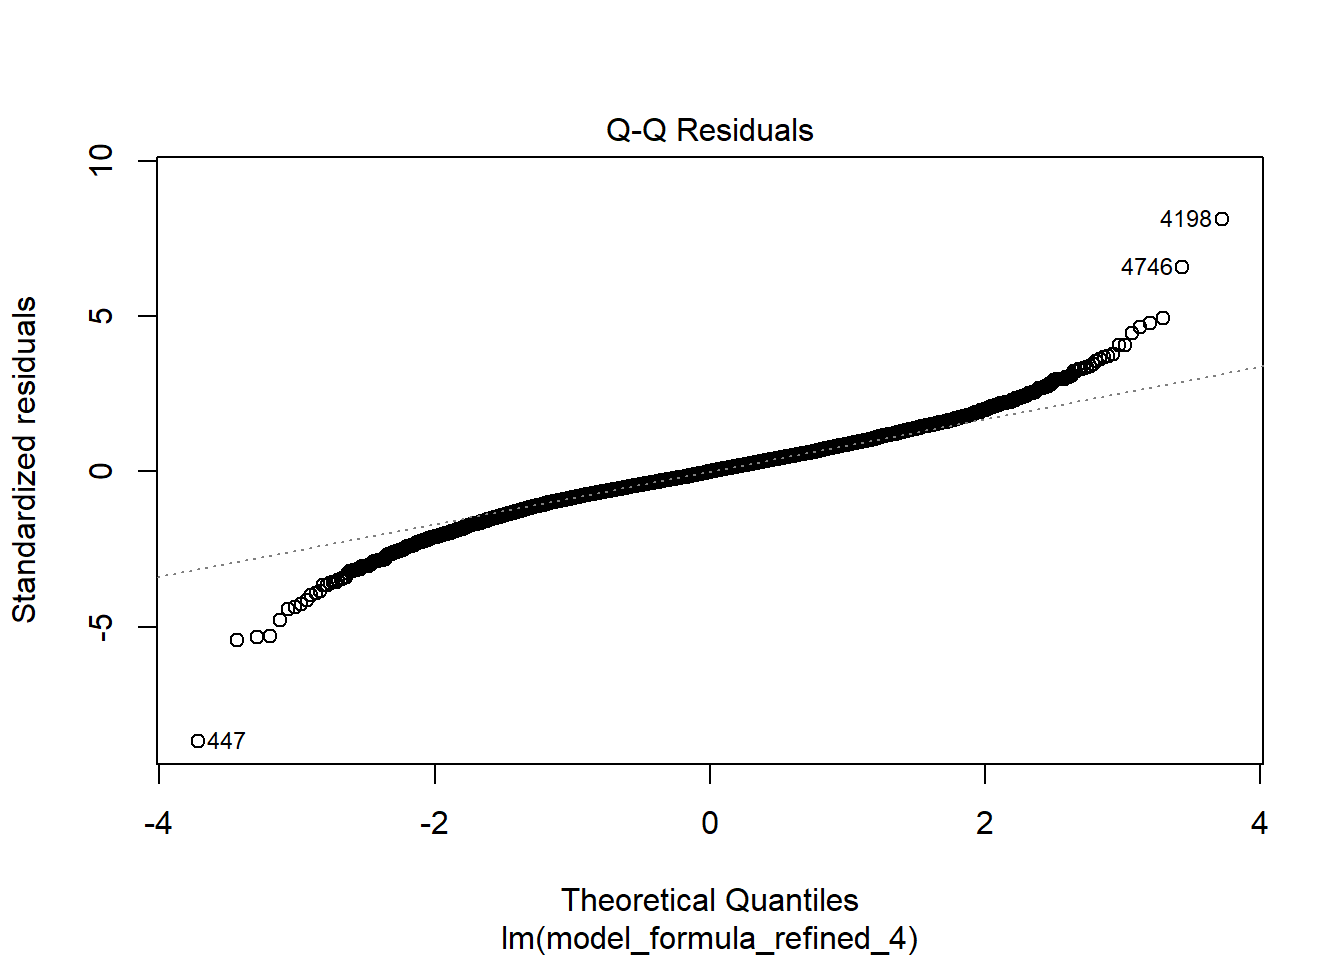 Q-Q Residuals
10
5
0
-5
Standardized residuals
4198
4746
447
-4 -2 0 2 4
Theoretical Quantiles
lm(model_formula_refined_4)